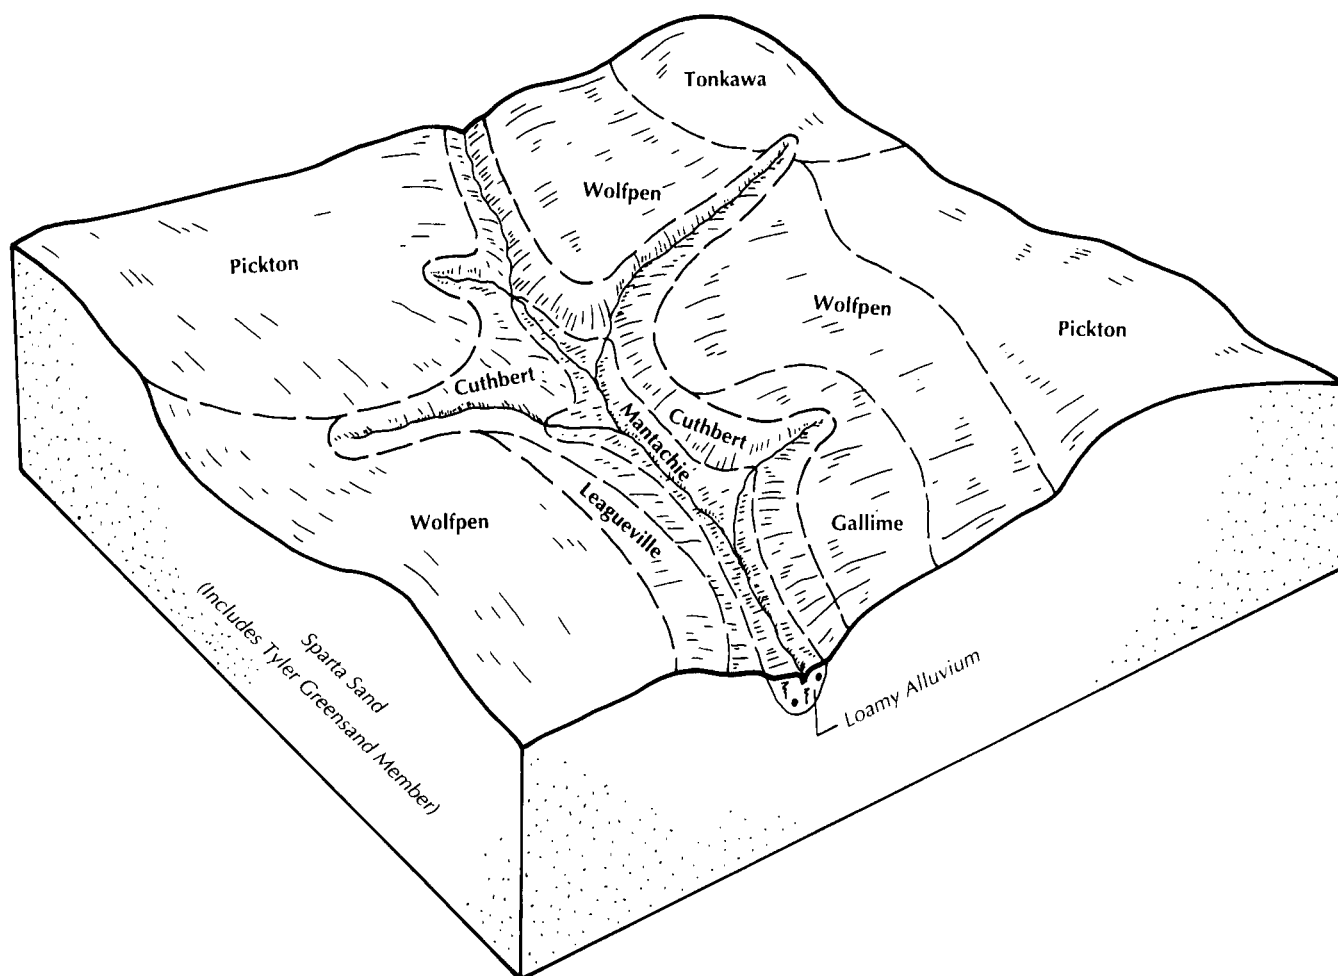 Tonkawa
Wolfpen
Pickton
Wolfpen
Pickton
Cuthbert
Mantachie
Cuthbert
Leagueville
Wolfpen
Gallime
Sparta Sand
(Includes Tyler Greensand Member)
Loamy Alluvium